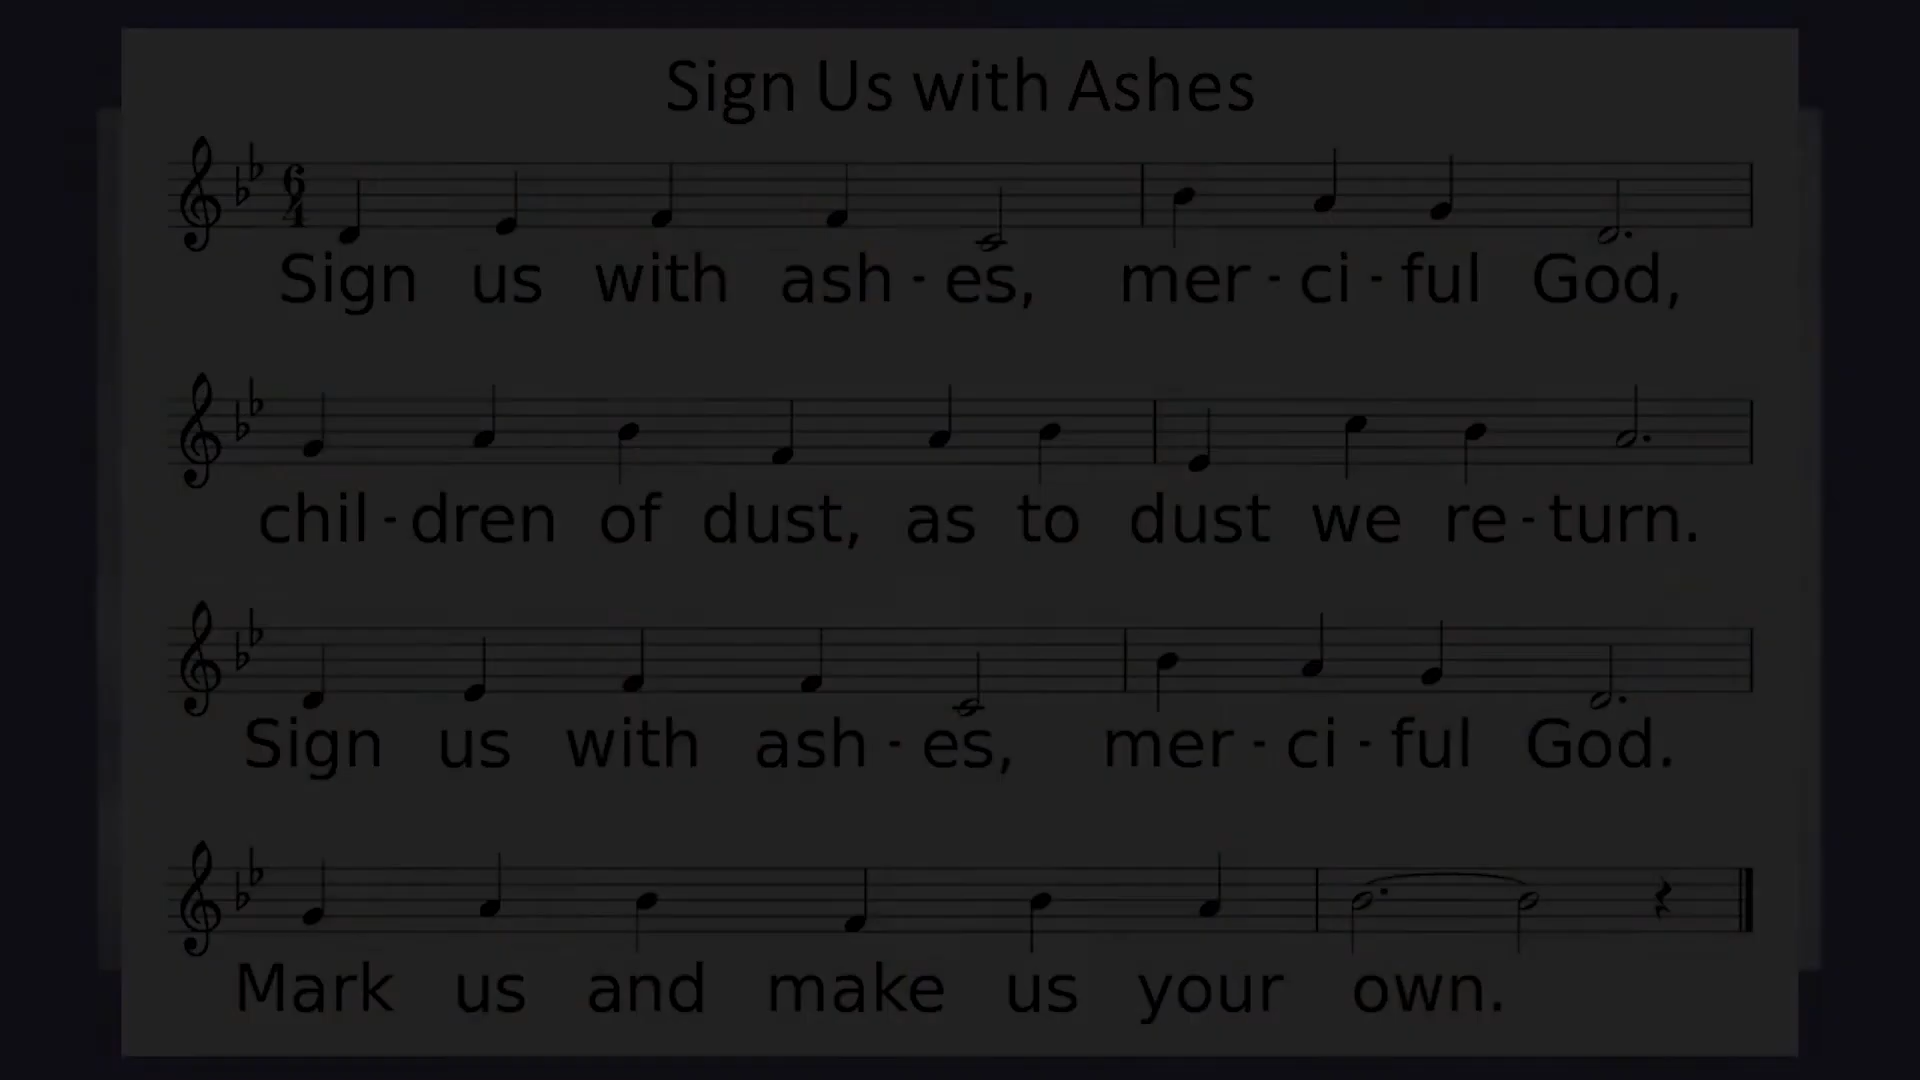 Sign Us with Ashes
6
4
Sign us with ash - es, mer - ci - ful God,
chil - dren of dust, as to dust we re - turn.
Sign us with ash - es, mer - ci - ful God.
Mark us and make us your own.